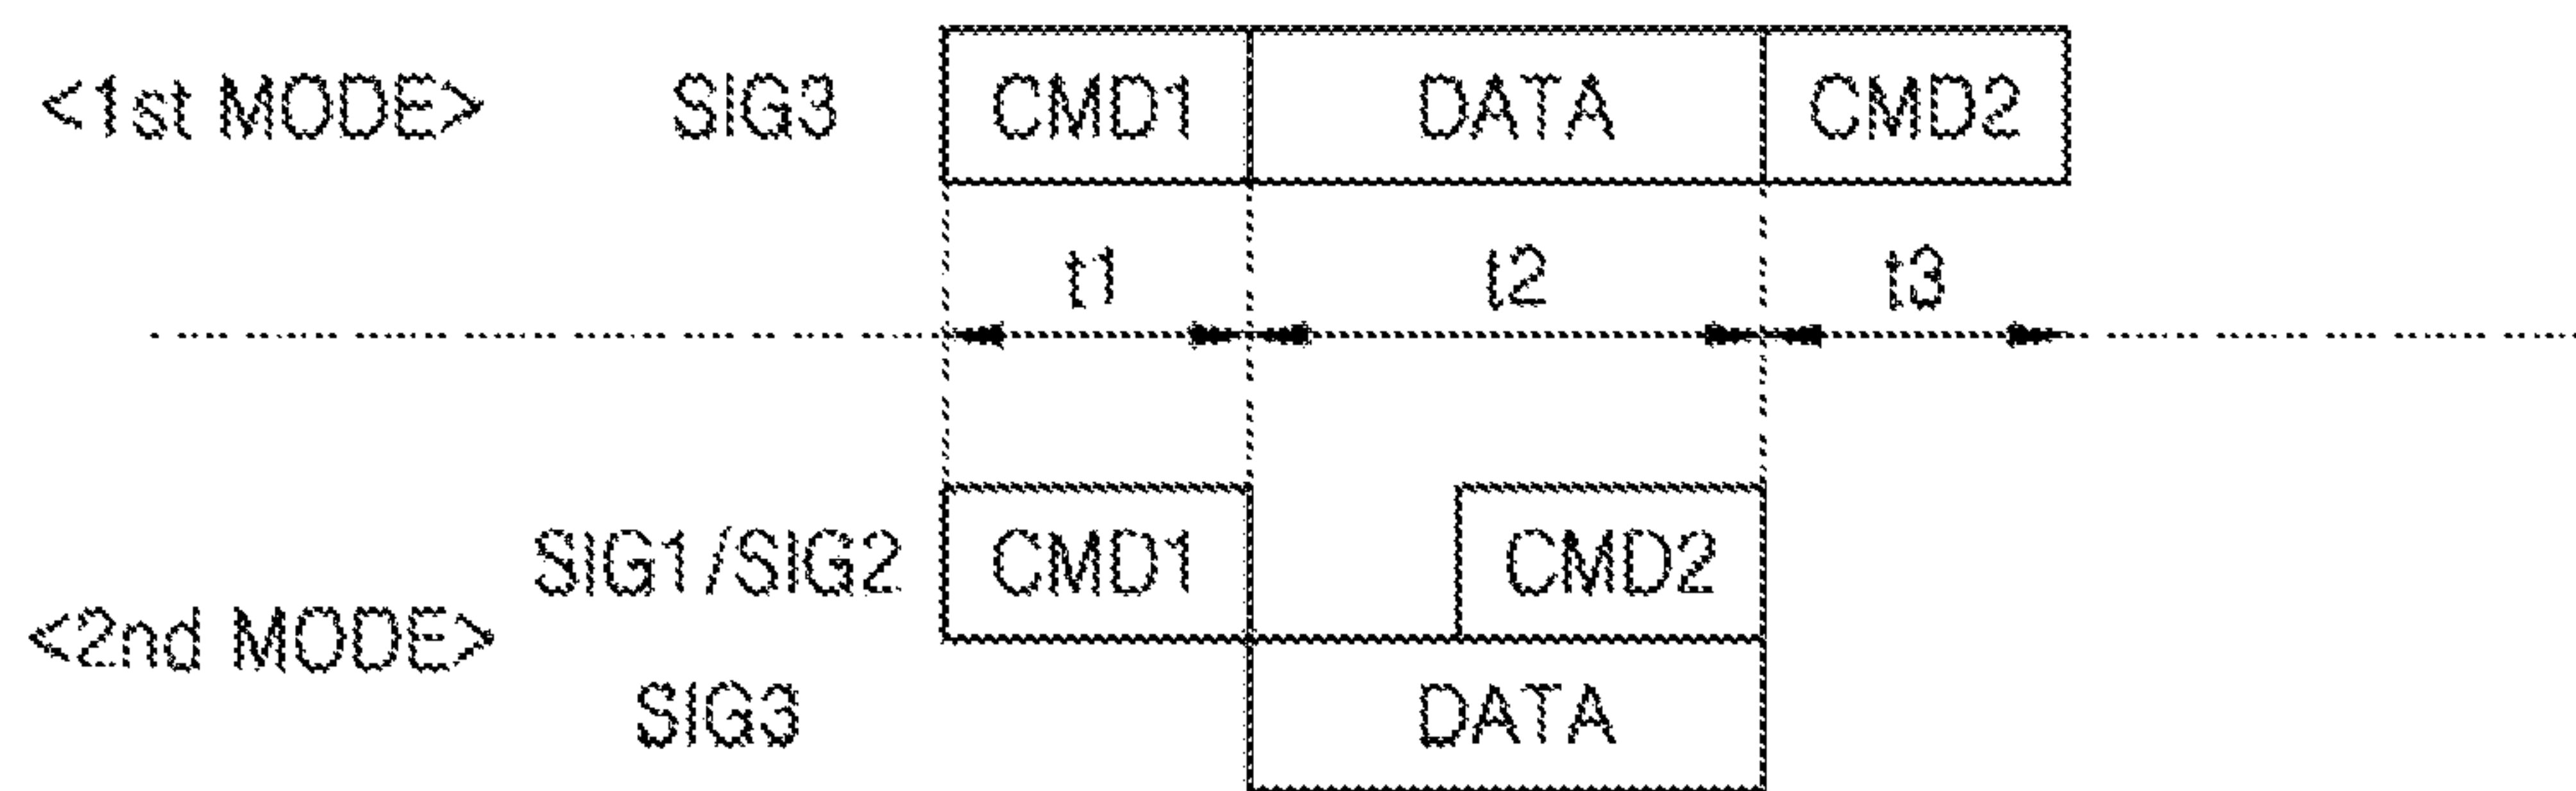 <1st MODE> SIG3 CMD1 DATA CMD2
t1 t2 t3
SIG1/SIG2 CMD1 CMD2
<2nd MODE>
SIG3 DATA